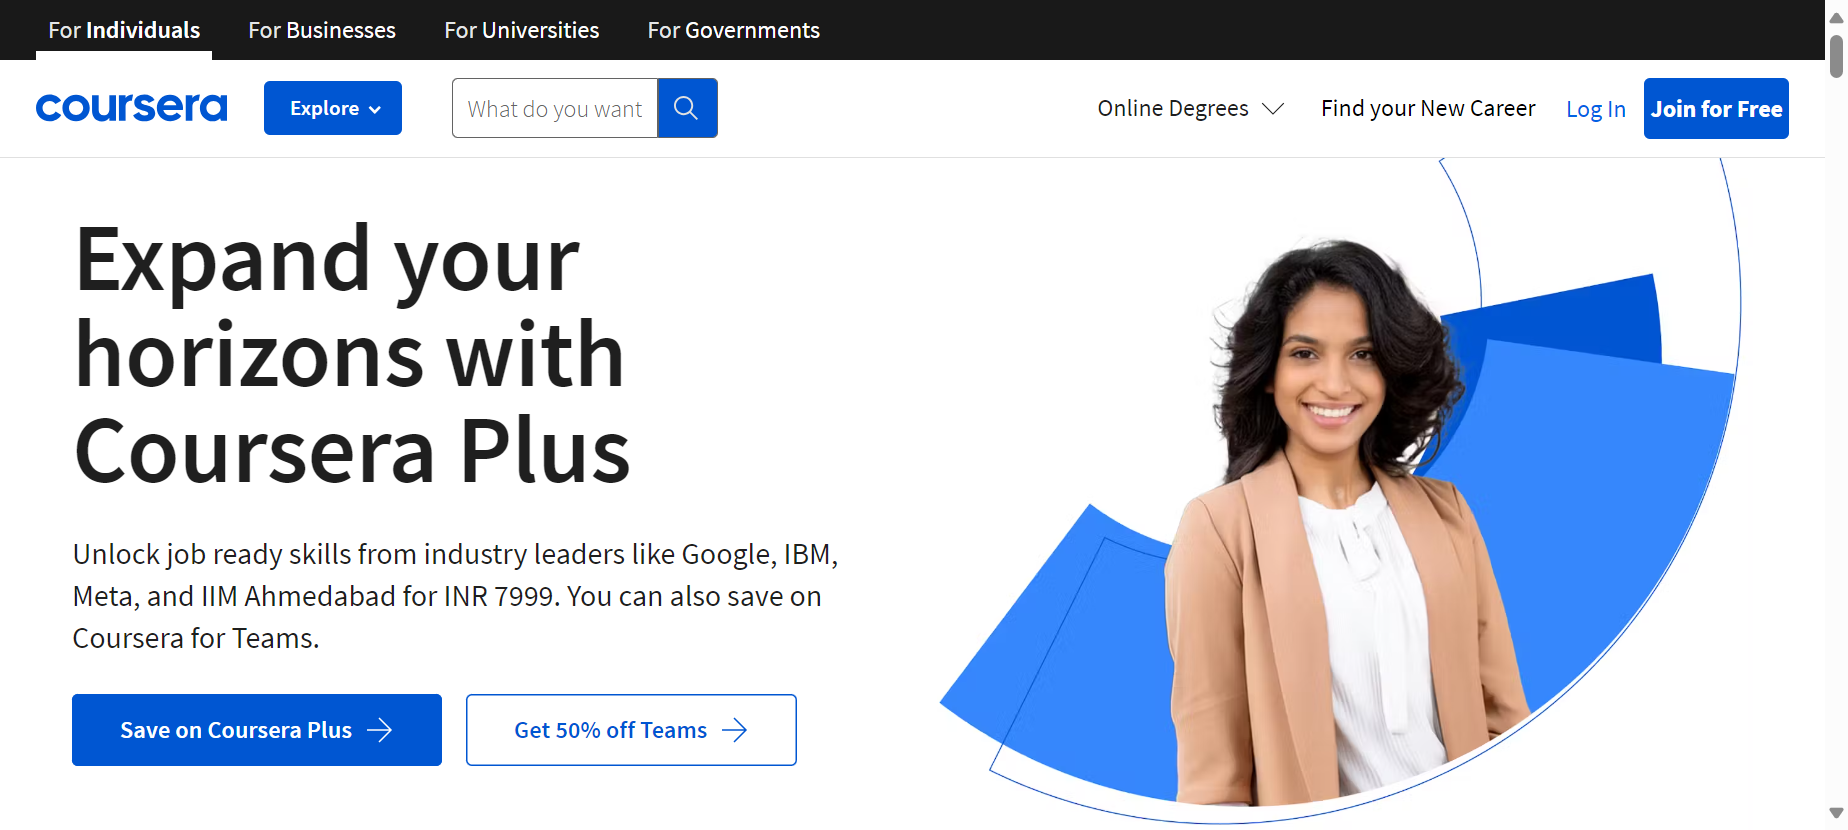 For Individuals For Businesses For Universities For Governments
coursera Explore What do you want Online Degrees Find your New Career Log In Join for Free
Expand your
horizons with
Coursera Plus
Unlock job ready skills from industry leaders like Google, IBM,
Meta, and IIM Ahmedabad for INR 7999. You can also save on
Coursera for Teams.
Save on Coursera Plus Get 50% off Teams